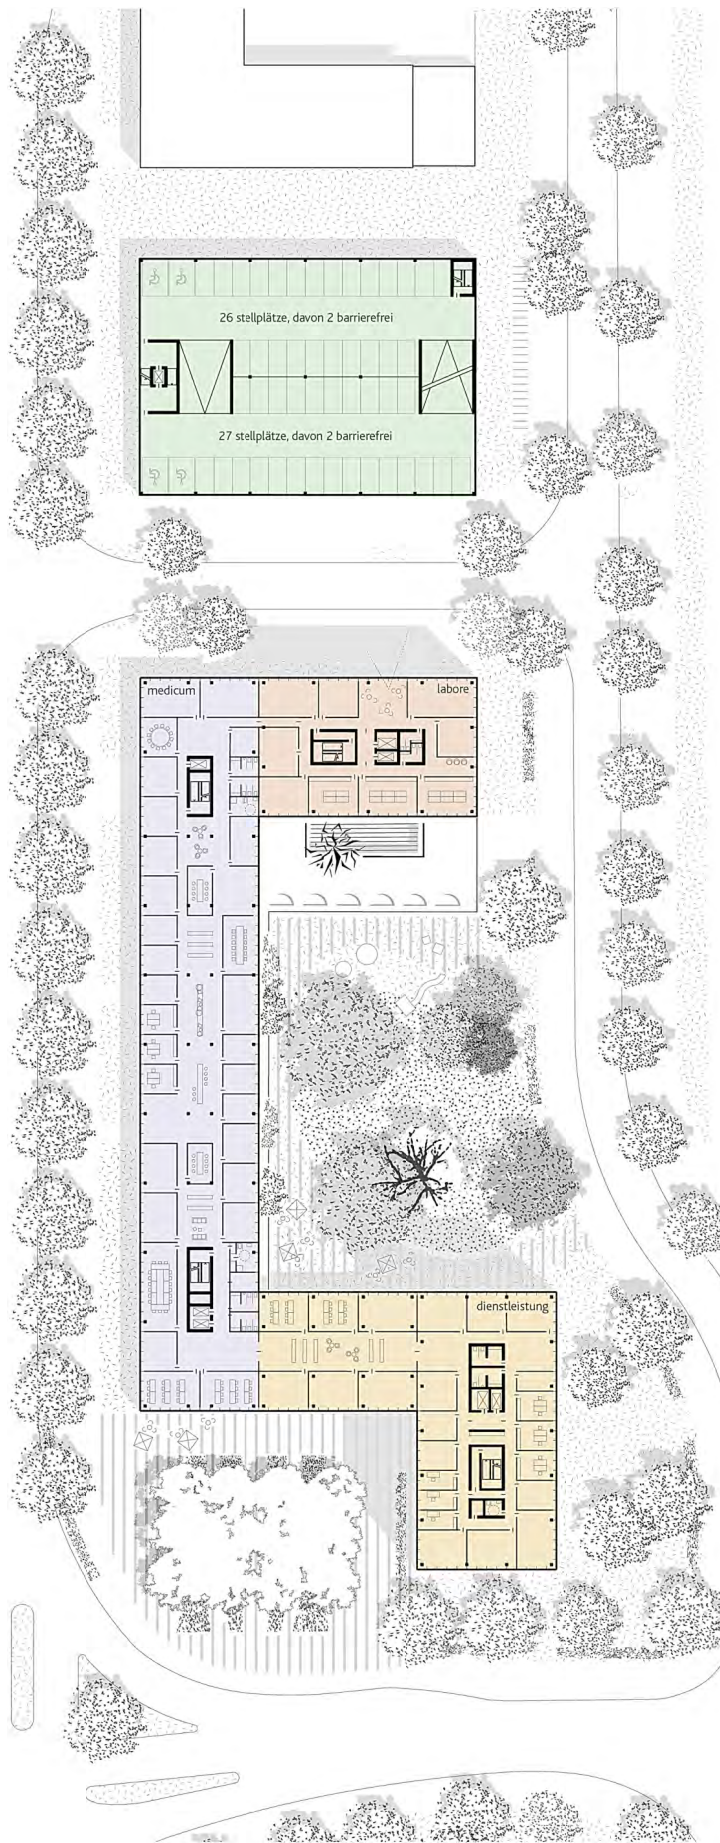 26 stellplätze, davon 2 barrierefrei
27 stellplätze, davon 2 barrierefrei
medicum
labore
dienstleistung